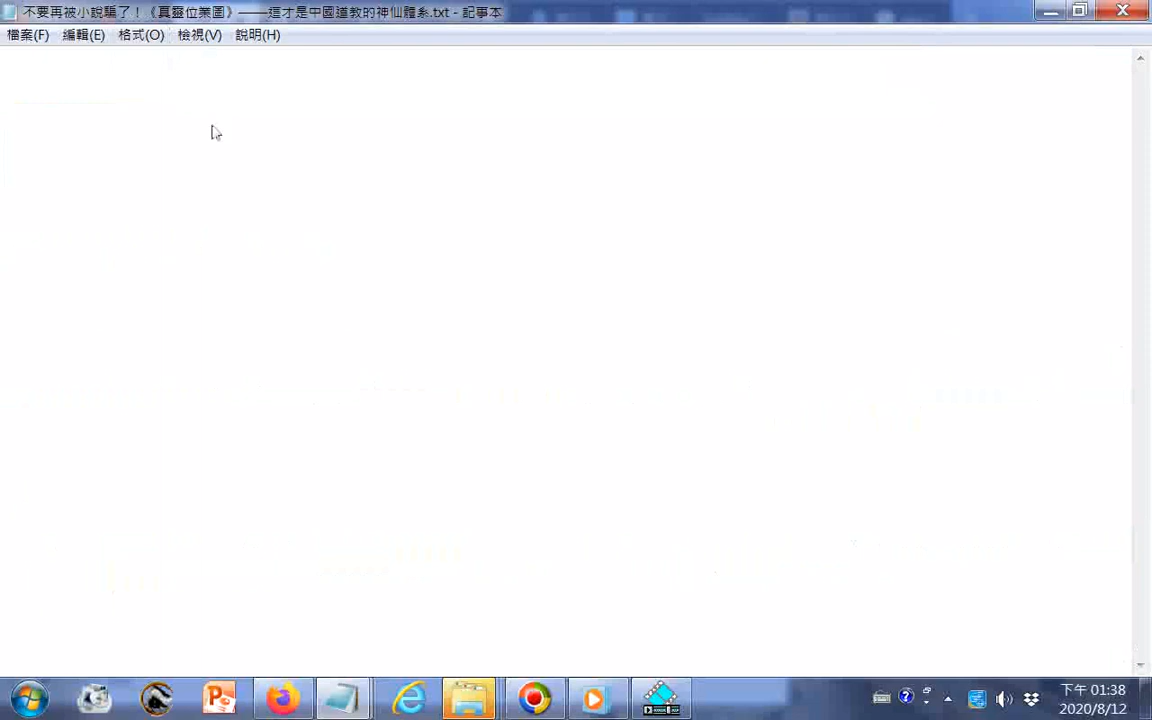 不要再被小說騙了！《真靈位業圖》——這才是中國道教的神仙體系.txt - 記事本
檔案(F) 編輯(E) 格式(O) 檢視(V) 說明(H)
下午 01:38
2020/8/12